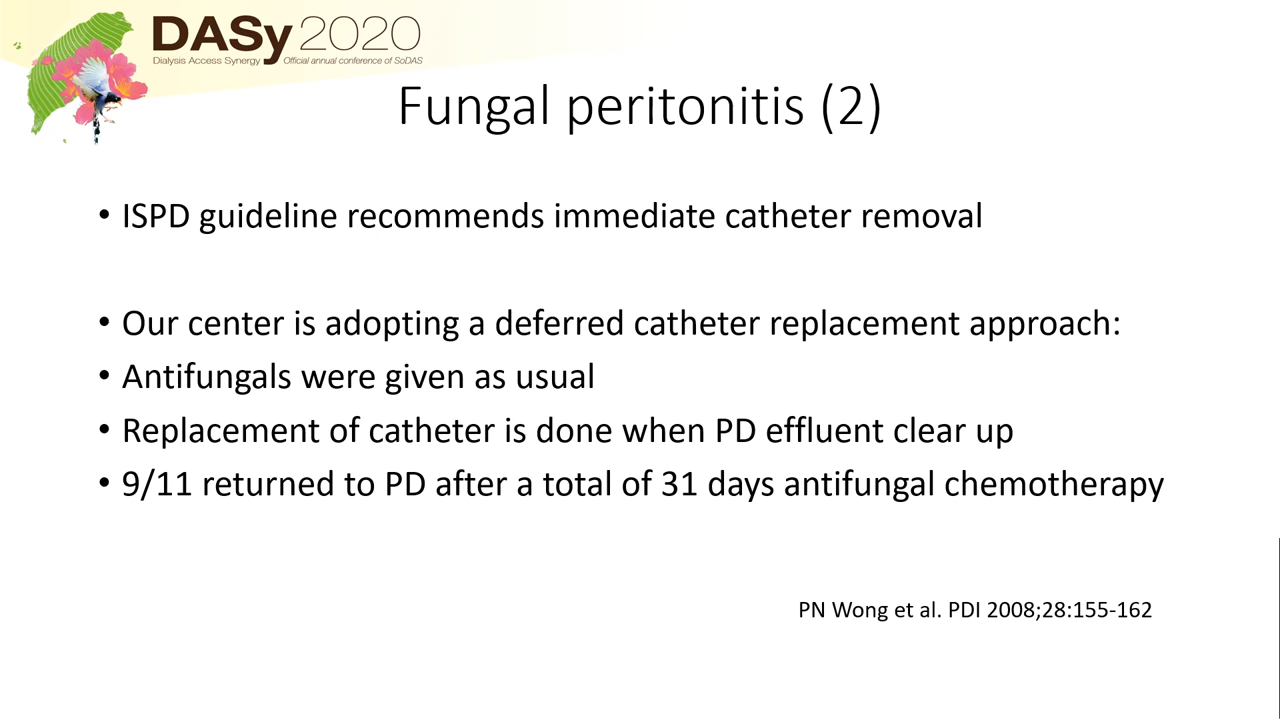 DASy 2020
Dialysis Access Synergy Official annual conference of SoDAS
Fungal peritonitis (2)
• ISPD guideline recommends immediate catheter removal
• Our center is adopting a deferred catheter replacement approach:
• Antifungals were given as usual
• Replacement of catheter is done when PD effluent clear up
• 9/11 returned to PD after a total of 31 days antifungal chemotherapy
PN Wong et al. PDI 2008;28:155-162